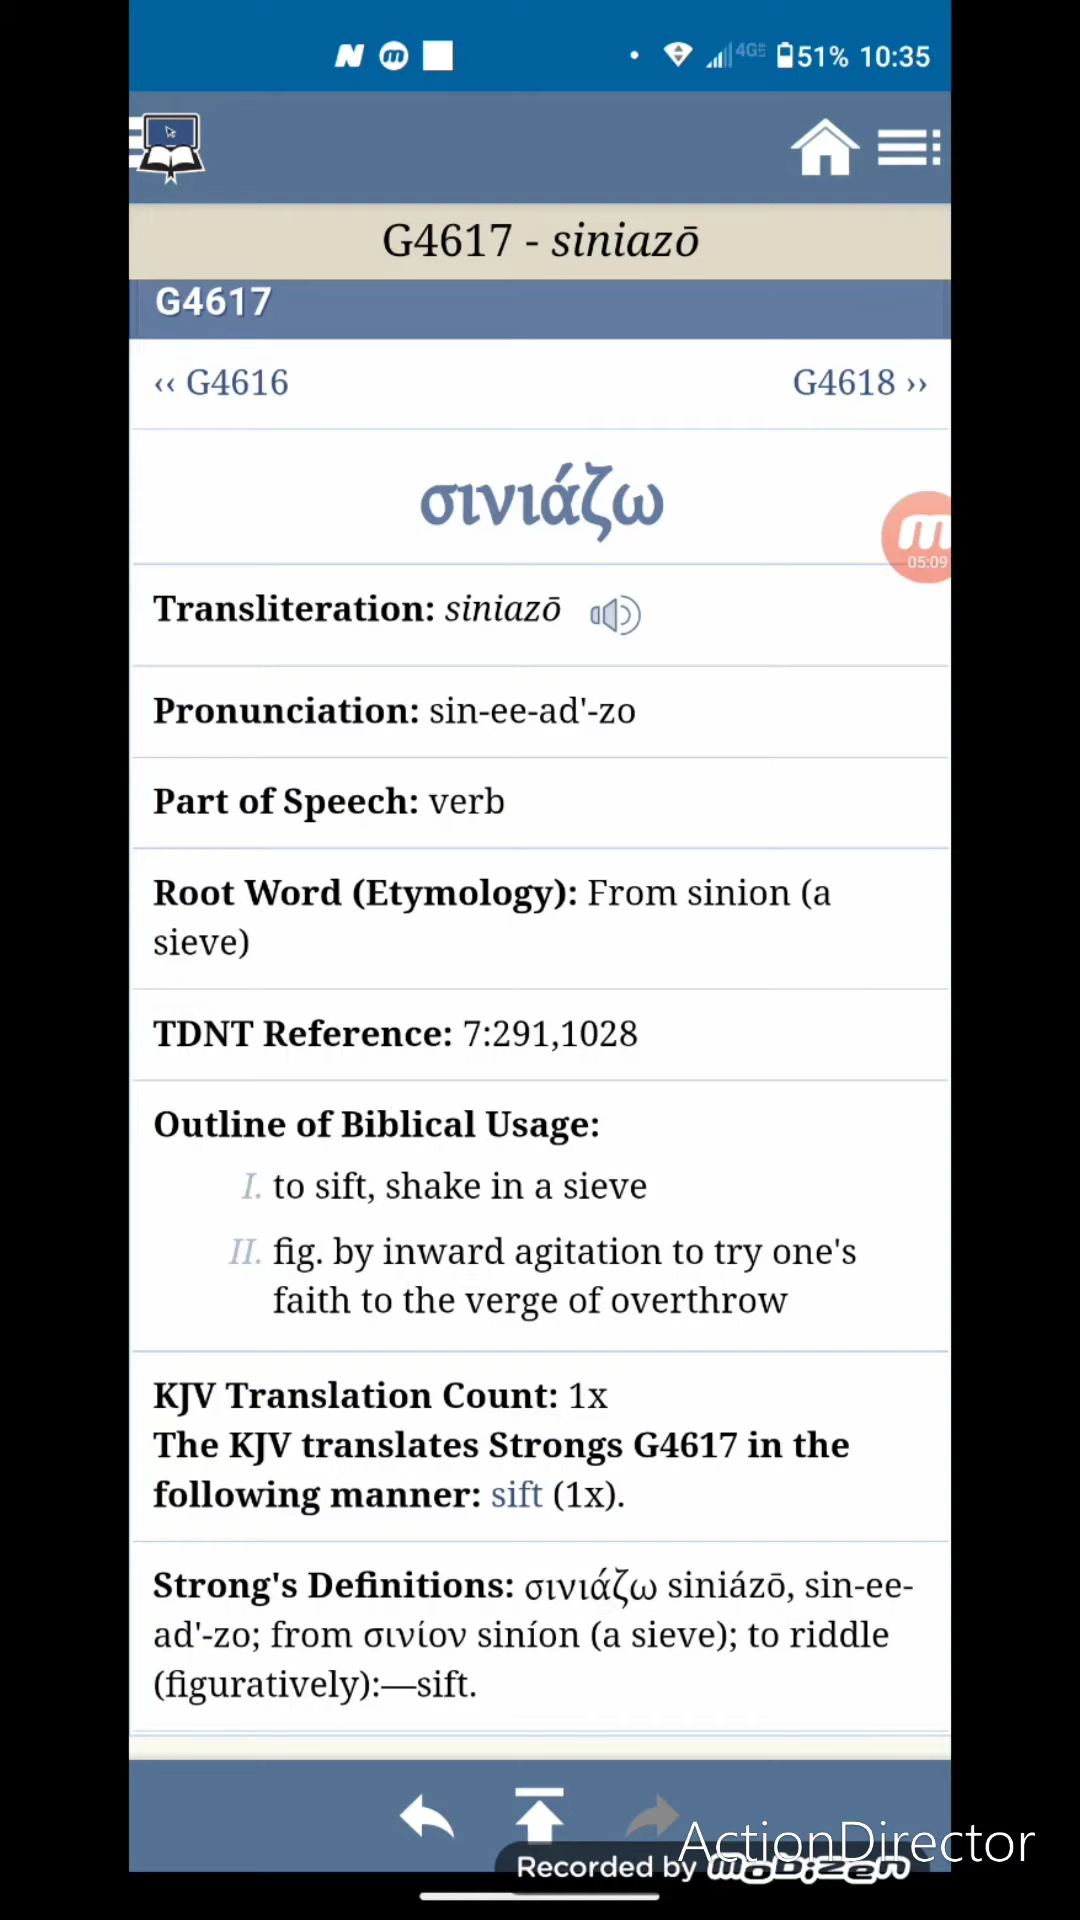 51% 10:35
G4617 - siniazō
G4617
‹‹ G4616 G4618 ››
σινιάζω
05:09
Transliteration: siniazō
Pronunciation: sin-ee-ad'-zo
Part of Speech: verb
Root Word (Etymology): From sinion (a
sieve)
TDNT Reference: 7:291,1028
Outline of Biblical Usage:
I. to sift, shake in a sieve
II. fig. by inward agitation to try one's
faith to the verge of overthrow
KJV Translation Count: 1x
The KJV translates Strongs G4617 in the
following manner: sift (1x).
Strong's Definitions: σινιάζω siniázō, sin-ee-
ad'-zo; from σινίον siníon (a sieve); to riddle
(figuratively):—sift.
ActionDirector
Recorded by mobizen